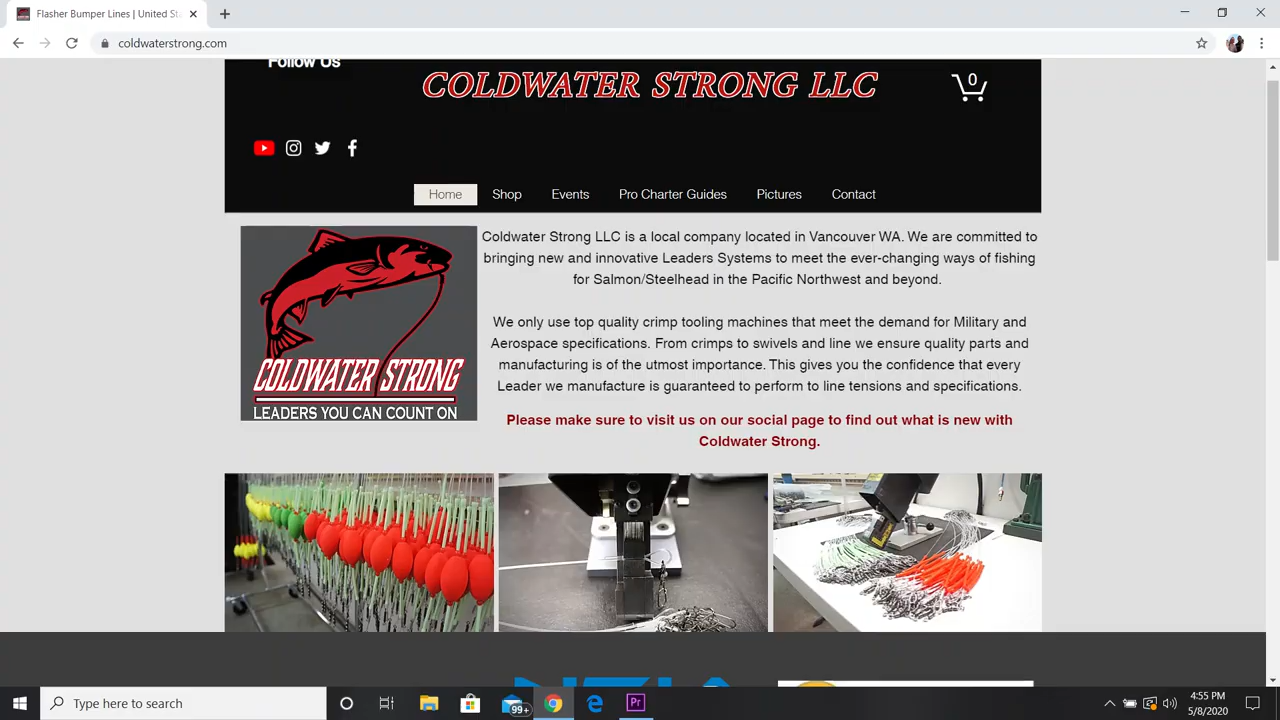 Flasher Bumper Lines | United St
coldwaterstrong.com
Follow Us
COLDWATER STRONG LLC
0
Home Shop Events Pro Charter Guides Pictures Contact
Coldwater Strong LLC is a local company located in Vancouver WA. We are committed to
bringing new and innovative Leaders Systems to meet the ever-changing ways of fishing
for Salmon/Steelhead in the Pacific Northwest and beyond.
We only use top quality crimp tooling machines that meet the demand for Military and
Aerospace specifications. From crimps to swivels and line we ensure quality parts and
manufacturing is of the utmost importance. This gives you the confidence that every
Leader we manufacture is guaranteed to perform to line tensions and specifications.
Please make sure to visit us on our social page to find out what is new with
Coldwater Strong.
COLDWATER STRONG
LEADERS YOU CAN COUNT ON
Type here to search
99+
Pr
4:55 PM
5/8/2020